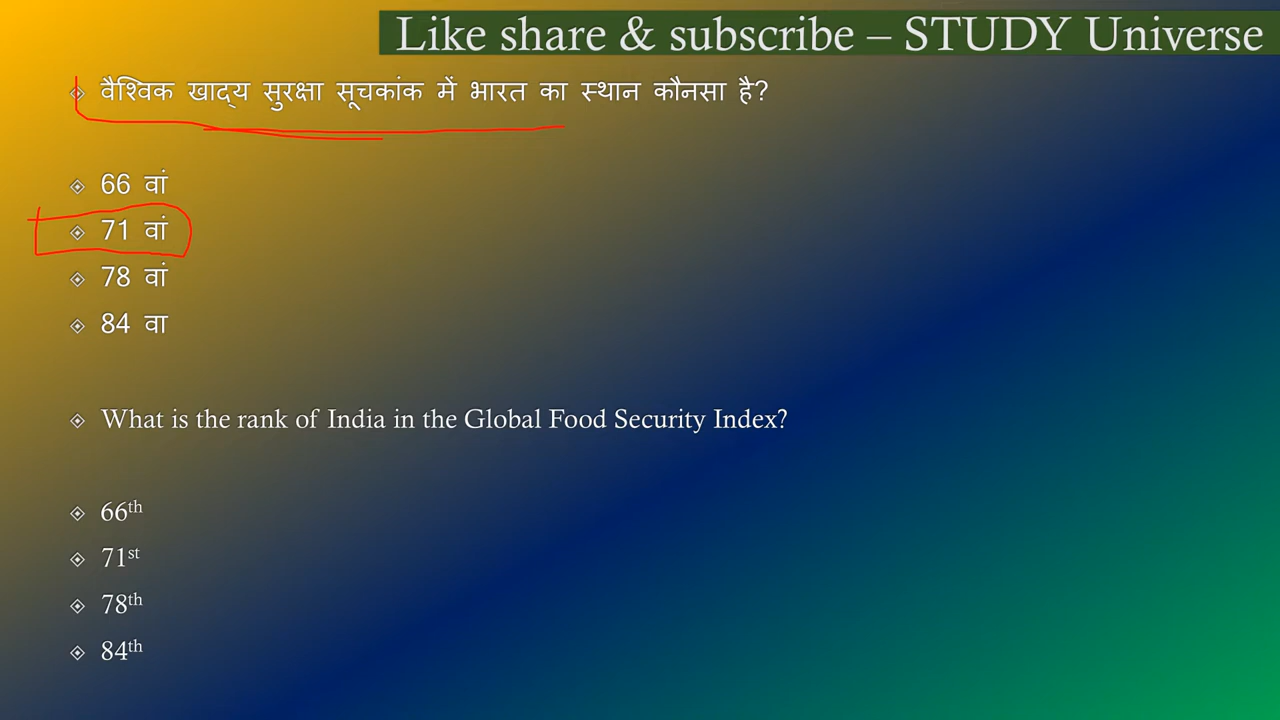 Like share & subscribe – STUDY Universe
वैश्विक खाद्य सुरक्षा सूचकांक में भारत का स्थान कौनसा है?
66 वां
71 वां
78 वां
84 वा
What is the rank of India in the Global Food Security Index?
66th
71st
78th
84th